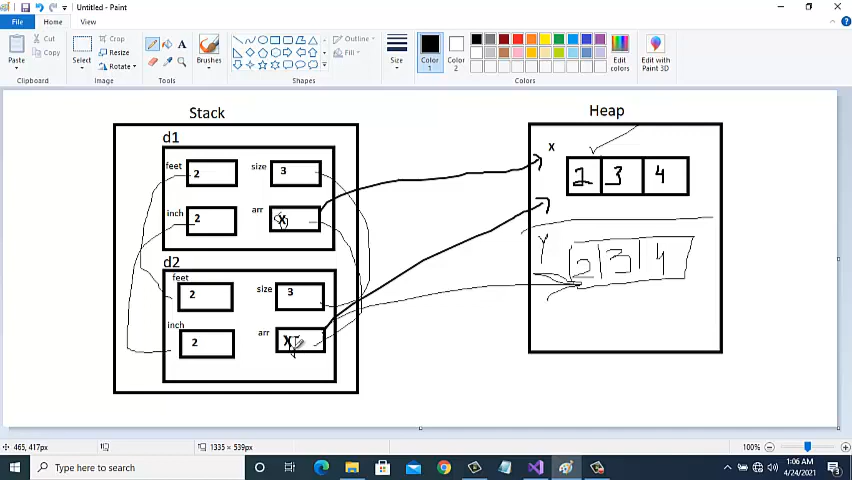 Untitled - Paint
File Home View
Paste
Cut
Copy
Clipboard
Select
Crop
Resize
Rotate
Image
Tools
Brushes
Outline
Fill
Shapes
Size
Color
1
Color
2
Colors
Edit
colors
Edit with
Paint 3D
Stack
d1
feet 2 size 3
inch 2 arr X
d2
feet 2 size 3
inch 2 arr X
Heap
X
2 3 4
Y
2 3 4
465, 417px 1335 × 539px 100%
Type here to search
1:06 AM
4/24/2021
3